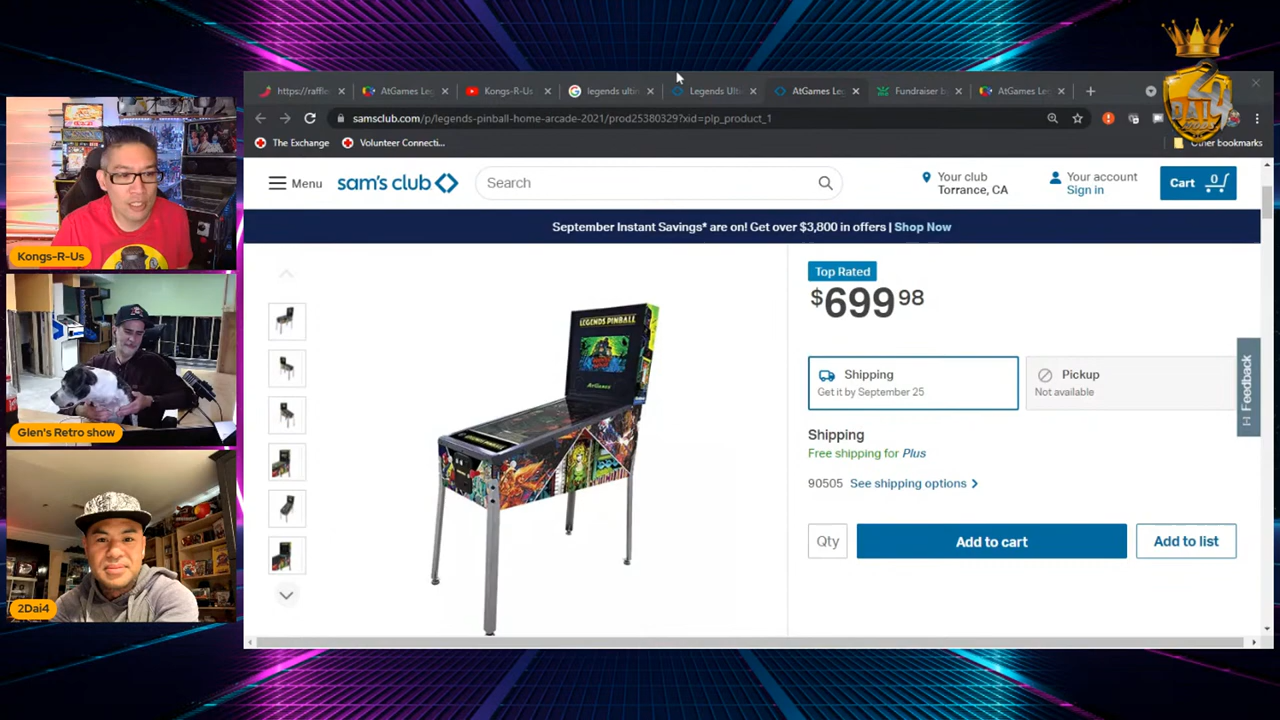 https://raffle
AtGames Leg
Kongs-R-Us
legends ultin
Legends Ulti
AtGames Leg
Fundraiser by
AtGames Leg
samsclub.com/p/legends-pinball-home-arcade-2021/prod25380329?xid=plp_product_1
The Exchange
Volunteer Connecti...
Other bookmarks
Menu
sam's club
Search
Your club
Torrance, CA
Your account
Sign in
Cart
0
September Instant Savings* are on! Get over $3,800 in offers | Shop Now
Top Rated
$699 98
Shipping
Get it by September 25
Pickup
Not available
Shipping
Free shipping for Plus
90505 See shipping options
Qty
Add to cart
Add to list
Feedback
LEGENDS PINBALL
Kongs-R-Us
Glen's Retro show
2Dai4